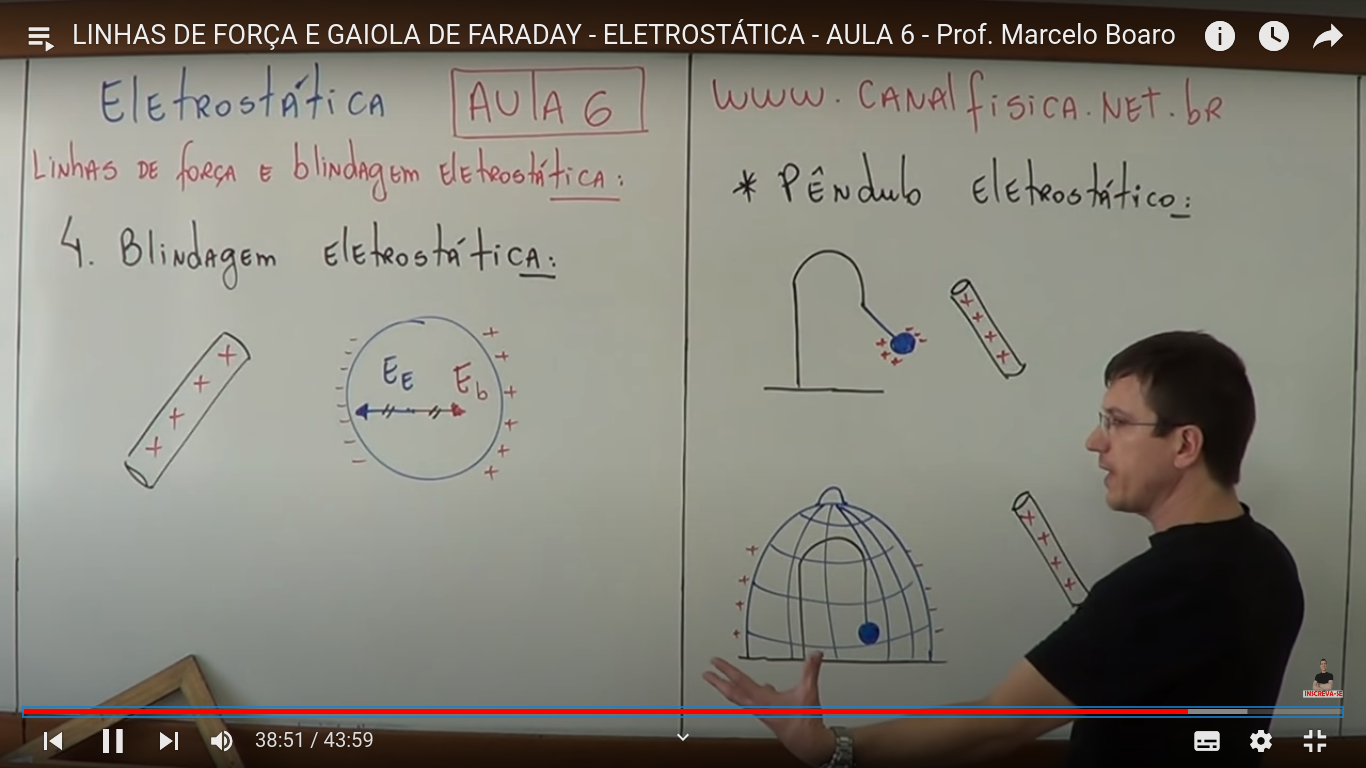 LINHAS DE FORÇA E GAIOLA DE FARADAY - ELETROSTÁTICA - AULA 6 - Prof. Marcelo Boaro
Eletrostática
AULA 6
Linhas de força e blindagem eletrostática:
4. Blindagem eletrostática:
+
+
+
+
E_E
E_b
- - - - - - -
+ + + + + +
www.canalfisica.net.br
* Pêndulo eletrostático:
+ + + +
- - -
+ + + +
+ + + +
- - - - -
+ + + +
INSCREVA-SE
38:51 / 43:59